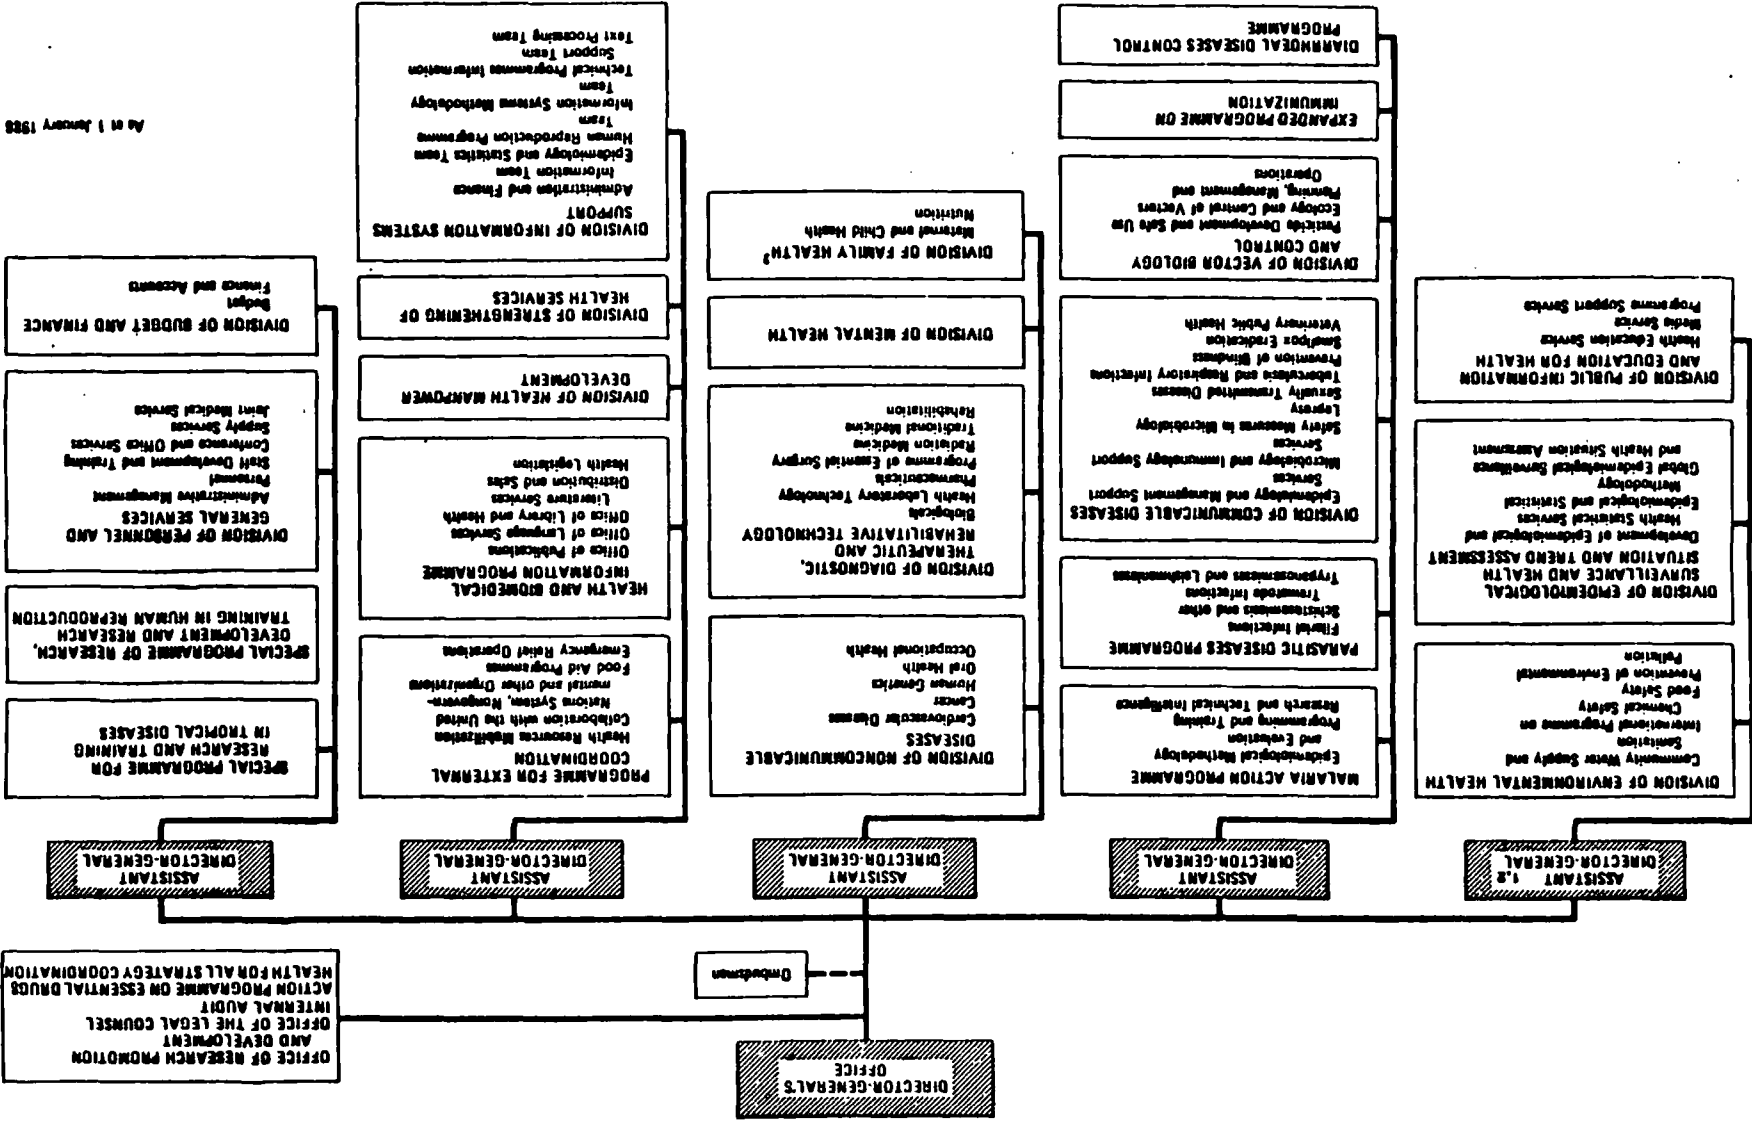 DIRECTOR-GENERAL'S
OFFICE
OFFICE OF RESEARCH PROMOTION
AND DEVELOPMENT
OFFICE OF THE LEGAL COUNSEL
INTERNAL AUDIT
ACTION PROGRAMME ON ESSENTIAL DRUGS
HEALTH FOR ALL STRATEGY COORDINATION
Ombudsman
ASSISTANT 1,2
DIRECTOR-GENERAL
DIVISION OF ENVIRONMENTAL HEALTH
Community Water Supply and
Sanitation
International Programme on
Chemical Safety
Food Safety
Prevention of Environmental
Pollution
DIVISION OF EPIDEMIOLOGICAL
SURVEILLANCE AND HEALTH
SITUATION AND TREND ASSESSMENT
Development of Epidemiological and
Health Statistical Services
Epidemiological and Statistical
Methodology
Global Epidemiological Surveillance
and Health Situation Assessment
DIVISION OF PUBLIC INFORMATION
AND EDUCATION FOR HEALTH
Health Education Service
Media Service
Programme Support Service
ASSISTANT
DIRECTOR-GENERAL
MALARIA ACTION PROGRAMME
Epidemiological Methodology
and Evaluation
Programming and Training
Research and Technical Intelligence
PARASITIC DISEASES PROGRAMME
Filarial Infections
Schistosomiasis and other
Trematode Infections
Trypanosomiases and Leishmaniases
DIVISION OF COMMUNICABLE DISEASES
Epidemiology and Management Support
Services
Microbiology and Immunology Support
Services
Safety Measures in Microbiology
Leprosy
Sexually Transmitted Diseases
Tuberculosis and Respiratory Infections
Prevention of Blindness
Smallpox Eradication
Veterinary Public Health
DIVISION OF VECTOR BIOLOGY
AND CONTROL
Pesticide Development and Safe Use
Ecology and Control of Vectors
Planning, Management and
Operations
EXPANDED PROGRAMME ON
IMMUNIZATION
DIARRHOEAL DISEASES CONTROL
PROGRAMME
ASSISTANT
DIRECTOR-GENERAL
DIVISION OF NONCOMMUNICABLE
DISEASES
Cardiovascular Diseases
Cancer
Human Genetics
Oral Health
Occupational Health
DIVISION OF DIAGNOSTIC,
THERAPEUTIC AND
REHABILITATIVE TECHNOLOGY
Biologicals
Health Laboratory Technology
Pharmaceuticals
Programme of Essential Surgery
Radiation Medicine
Traditional Medicine
Rehabilitation
DIVISION OF MENTAL HEALTH
DIVISION OF FAMILY HEALTH 3
Maternal and Child Health
Nutrition
ASSISTANT
DIRECTOR-GENERAL
PROGRAMME FOR EXTERNAL
COORDINATION
Health Resources Mobilization
Collaboration with the United
Nations System, Nongovern-
mental and other Organizations
Food Aid Programmes
Emergency Relief Operations
HEALTH AND BIOMEDICAL
INFORMATION PROGRAMME
Office of Publications
Office of Language Services
Office of Library and Health
Literature Services
Distribution and Sales
Health Legislation
DIVISION OF HEALTH MANPOWER
DEVELOPMENT
DIVISION OF STRENGTHENING OF
HEALTH SERVICES
DIVISION OF INFORMATION SYSTEMS
SUPPORT
Administration and Finance
Information Team
Epidemiology and Statistics Team
Human Reproduction Programme
Team
Information Systems Methodology
Team
Technical Programmes Information
Support Team
Text Processing Team
ASSISTANT
DIRECTOR-GENERAL
SPECIAL PROGRAMME FOR
RESEARCH AND TRAINING
IN TROPICAL DISEASES
SPECIAL PROGRAMME OF RESEARCH,
DEVELOPMENT AND RESEARCH
TRAINING IN HUMAN REPRODUCTION
DIVISION OF PERSONNEL AND
GENERAL SERVICES
Administrative Management
Personnel
Staff Development and Training
Conference and Office Services
Supply Services
Joint Medical Service
DIVISION OF BUDGET AND FINANCE
Budget
Finance and Accounts
As at 1 January 1988